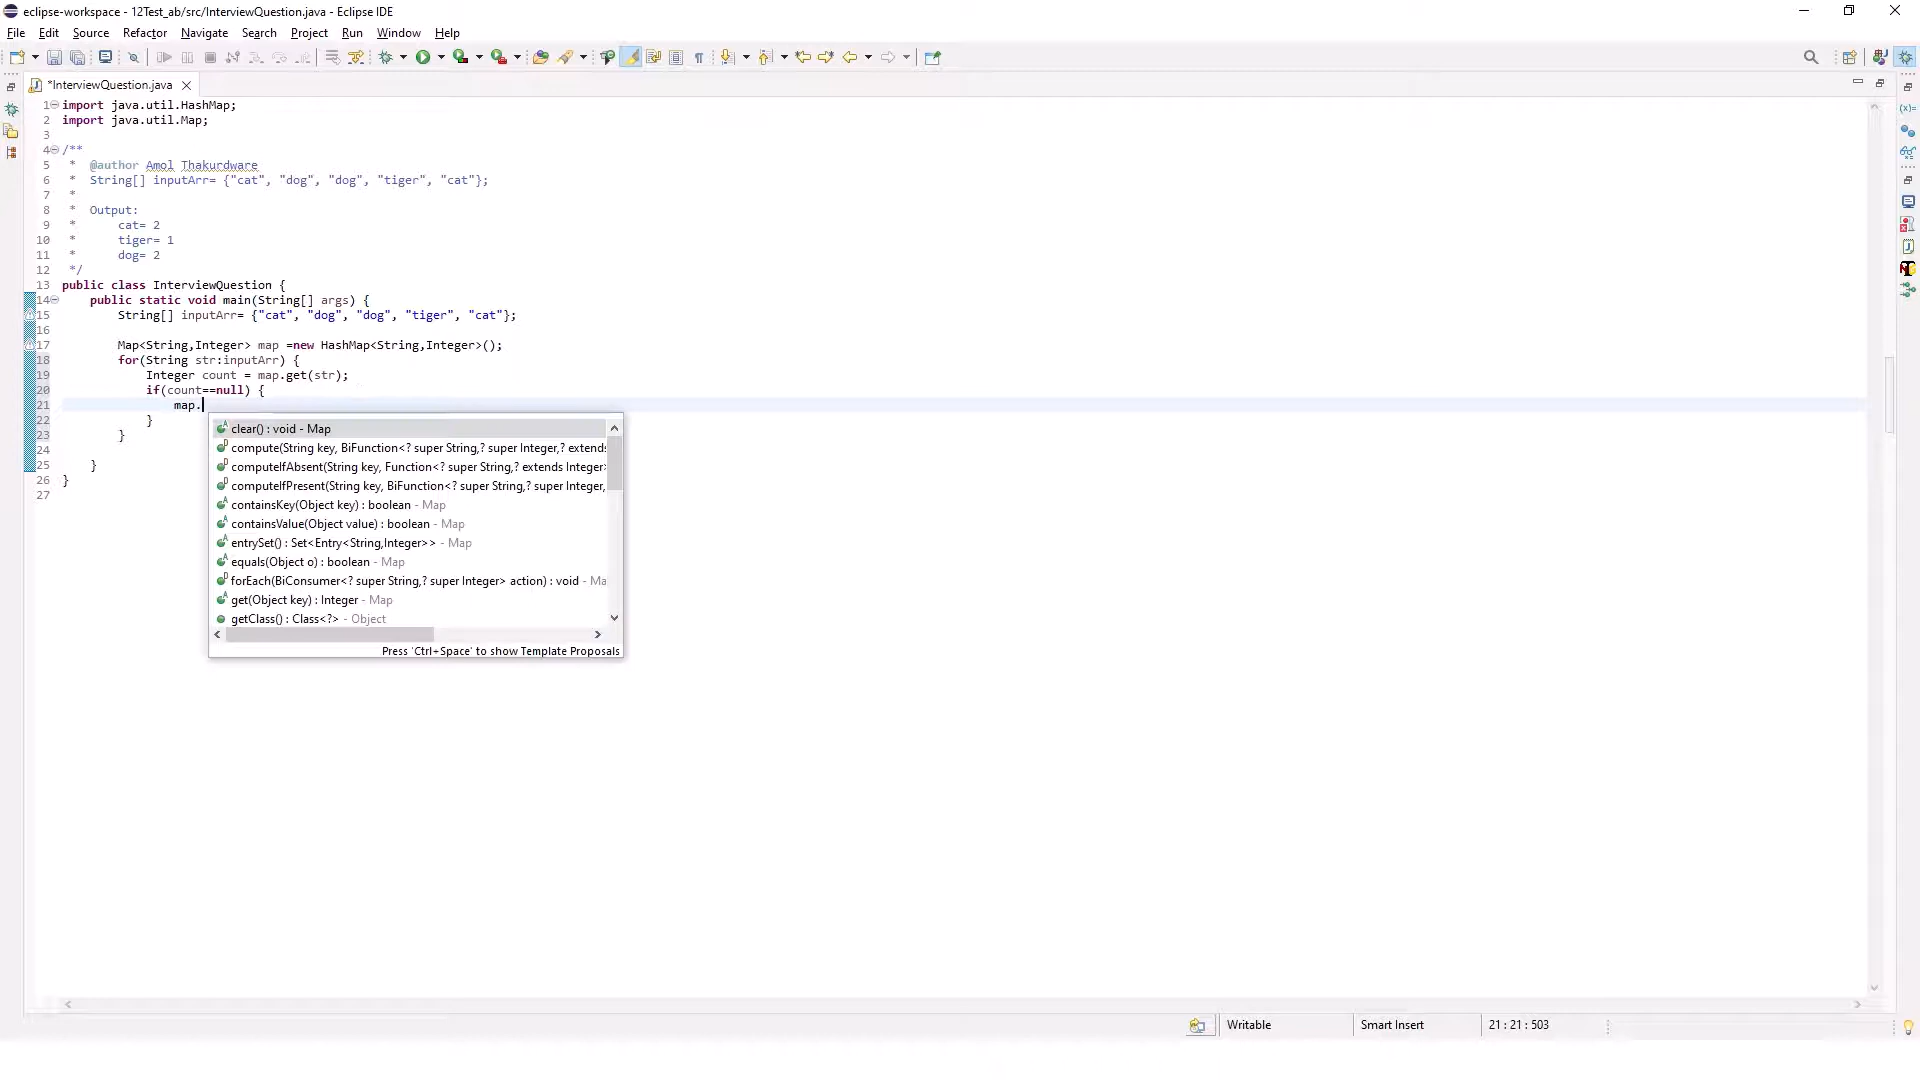 eclipse-workspace - 12Test_ab/src/InterviewQuestion.java - Eclipse IDE
File Edit Source Refactor Navigate Search Project Run Window Help
*InterviewQuestion.java
1 import java.util.HashMap;
2 import java.util.Map;
3
4 /**
5  *  @author Amol Thakurdware
6  *  String[] inputArr= {"cat", "dog", "dog", "tiger", "cat"};
7  *
8  *  Output:
9  *      cat= 2
10  *      tiger= 1
11  *      dog= 2
12  */
13 public class InterviewQuestion {
14     public static void main(String[] args) {
15         String[] inputArr= {"cat", "dog", "dog", "tiger", "cat"};
16
17         Map<String,Integer> map =new HashMap<String,Integer>();
18         for(String str:inputArr) {
19             Integer count = map.get(str);
20             if(count==null) {
21                 map.
22             }
23         }
24
25     }
26 }
27
clear() : void - Map
compute(String key, BiFunction<? super String,? super Integer,? extends
computeIfAbsent(String key, Function<? super String,? extends Integer>
computeIfPresent(String key, BiFunction<? super String,? super Integer,
containsKey(Object key) : boolean - Map
containsValue(Object value) : boolean - Map
entrySet() : Set<Entry<String,Integer>> - Map
equals(Object o) : boolean - Map
forEach(BiConsumer<? super String,? super Integer> action) : void - Ma
get(Object key) : Integer - Map
getClass() : Class<?> - Object
Press 'Ctrl+Space' to show Template Proposals
Writable Smart Insert 21 : 21 : 503